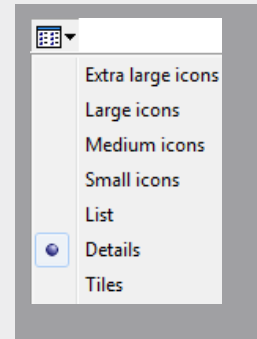 Extra large icons
Large icons
Medium icons
Small icons
List
Details
Tiles